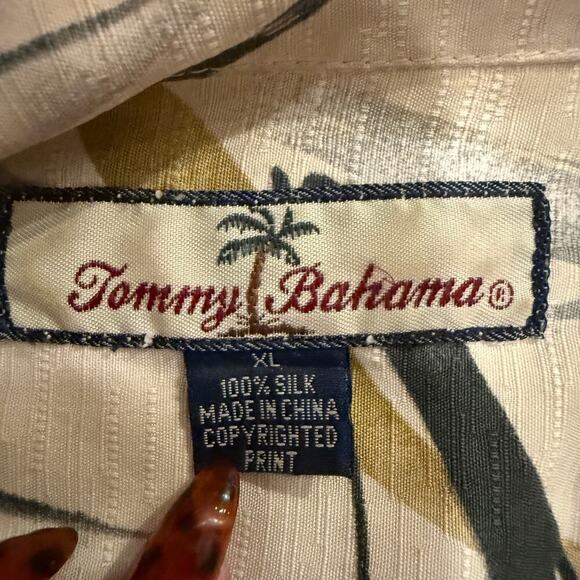 Tommy Bahama®
XL
100% SILK
MADE IN CHINA
COPYRIGHTED
PRINT